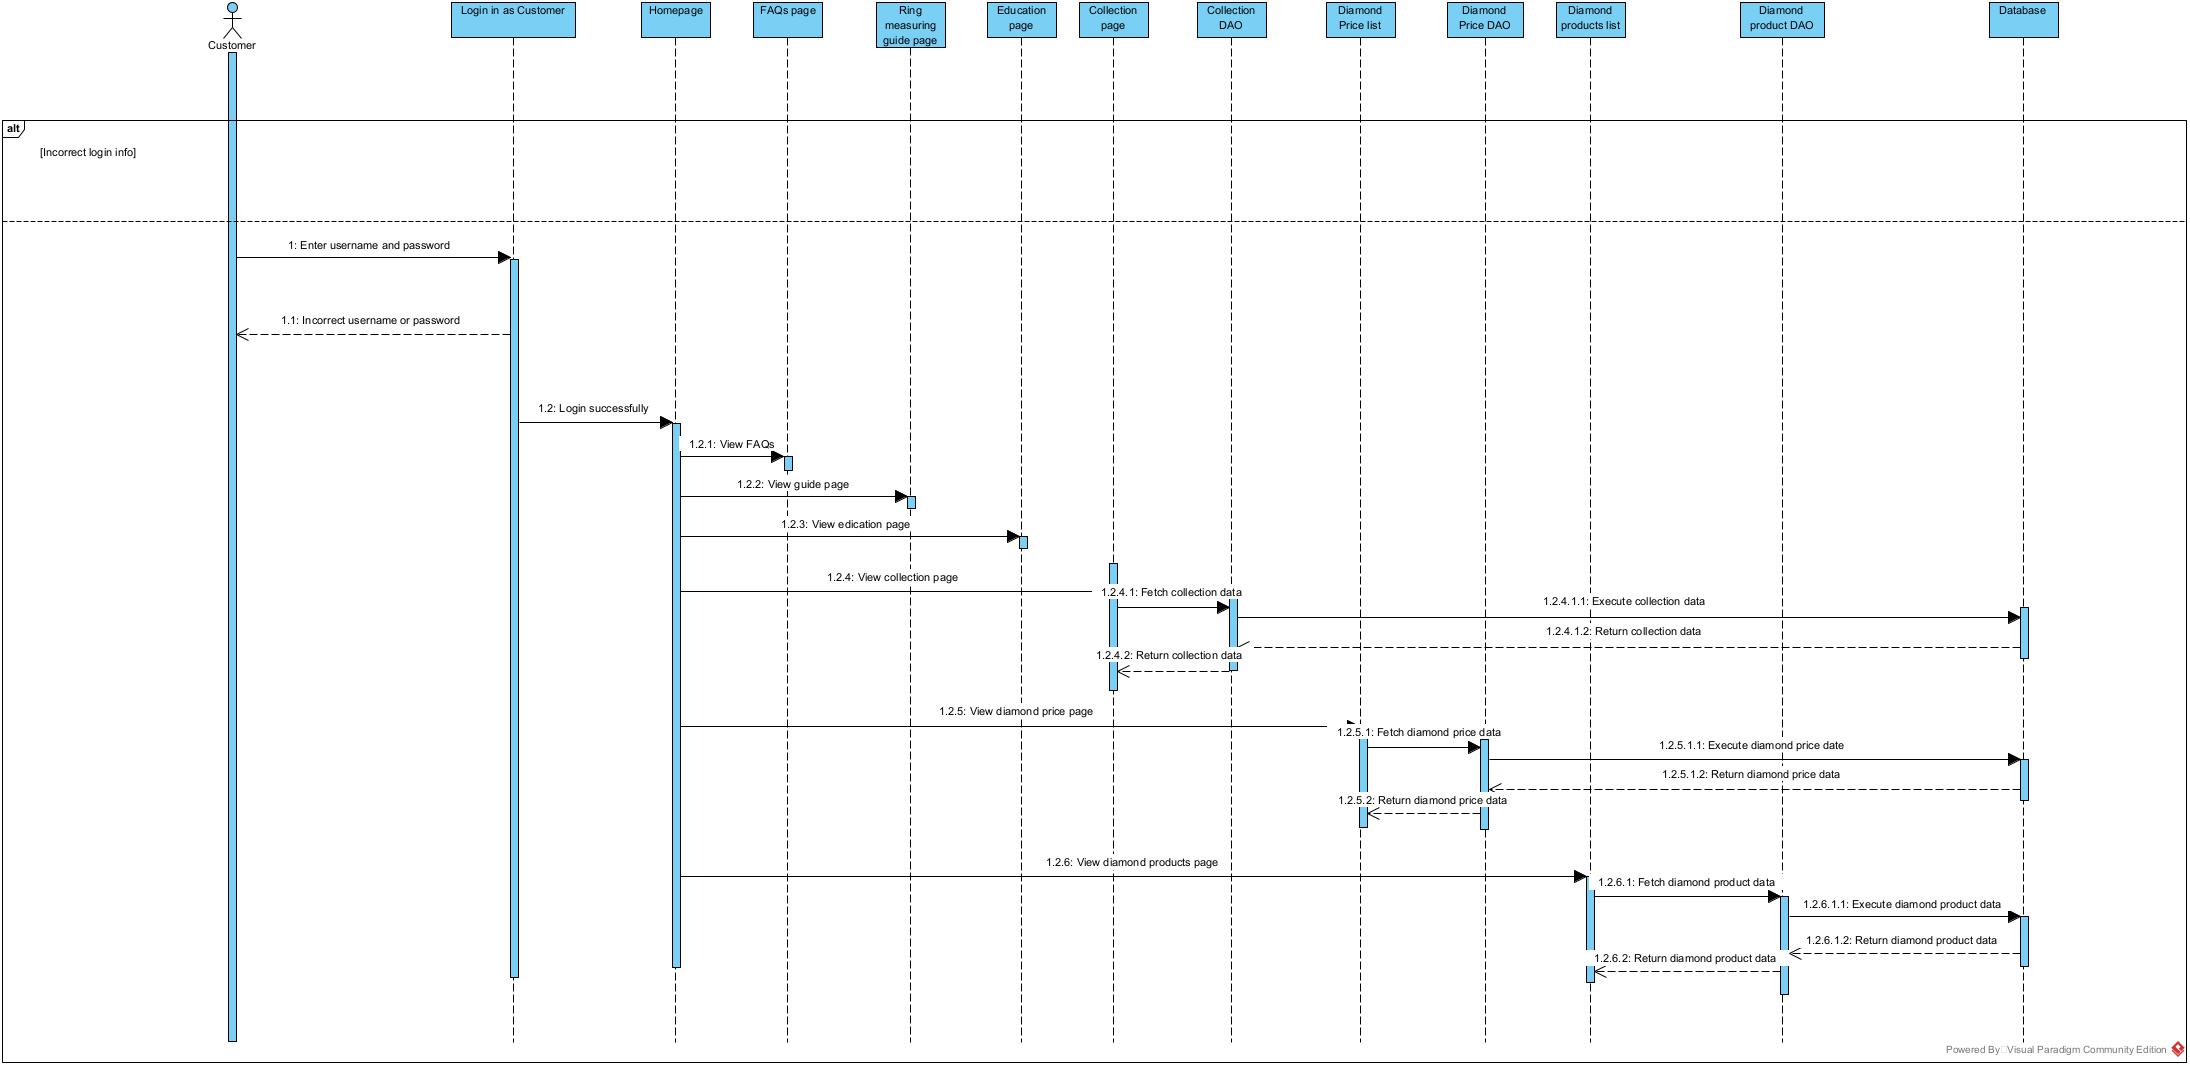 Customer
Login in as Customer
Homepage
FAQs page
Ring
measuring
guide page
Education
page
Collection
page
Collection
DAO
Diamond
Price list
Diamond
Price DAO
Diamond
products list
Diamond
product DAO
Database
alt
[Incorrect login info]
1: Enter username and password
1.1: Incorrect username or password
1.2: Login successfully
1.2.1: View FAQs
1.2.2: View guide page
1.2.3: View edication page
1.2.4: View collection page
1.2.4.1: Fetch collection data
1.2.4.1.1: Execute collection data
1.2.4.1.2: Return collection data
1.2.4.2: Return collection data
1.2.5: View diamond price page
1.2.5.1: Fetch diamond price data
1.2.5.1.1: Execute diamond price date
1.2.5.1.2: Return diamond price data
1.2.5.2: Return diamond price data
1.2.6: View diamond products page
1.2.6.1: Fetch diamond product data
1.2.6.1.1: Execute diamond product data
1.2.6.1.2: Return diamond product data
1.2.6.2: Return diamond product data
Powered By Visual Paradigm Community Edition